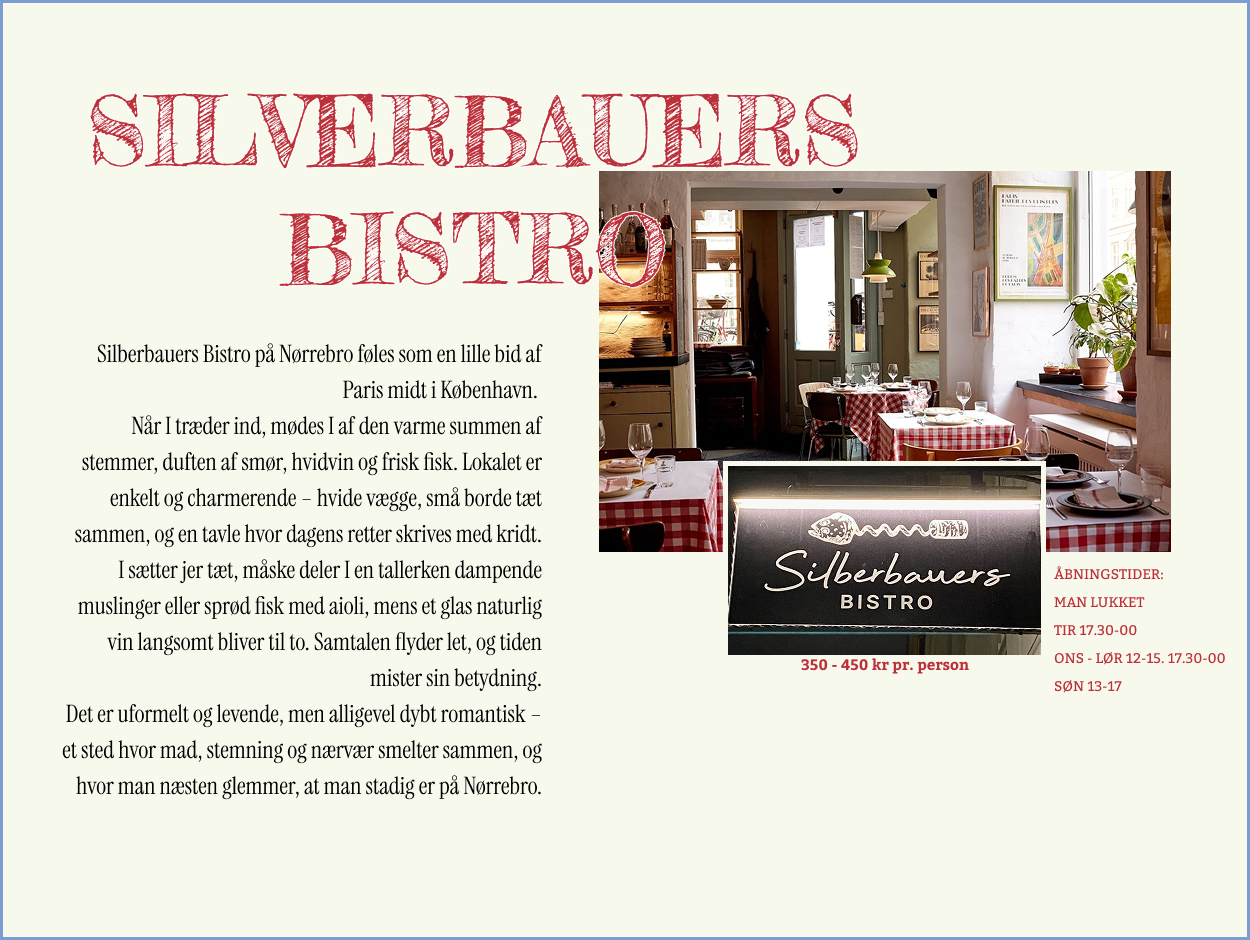 SILVERBAUERS
BISTRO
Silberbauers Bistro på Nørrebro føles som en lille bid af
Paris midt i København.
Når I træder ind, mødes I af den varme summen af
stemmer, duften af smør, hvidvin og frisk fisk. Lokalet er
enkelt og charmerende – hvide vægge, små borde tæt
sammen, og en tavle hvor dagens retter skrives med kridt.
I sætter jer tæt, måske deler I en tallerken dampende
muslinger eller sprød fisk med aioli, mens et glas naturlig
vin langsomt bliver til to. Samtalen flyder let, og tiden
mister sin betydning.
Det er uformelt og levende, men alligevel dybt romantisk –
et sted hvor mad, stemning og nærvær smelter sammen, og
hvor man næsten glemmer, at man stadig er på Nørrebro.
PARIS
Silberbauers
BISTRO
350 - 450 kr pr. person
ÅBNINGSTIDER:
MAN LUKKET
TIR 17.30-00
ONS - LØR 12-15. 17.30-00
SØN 13-17